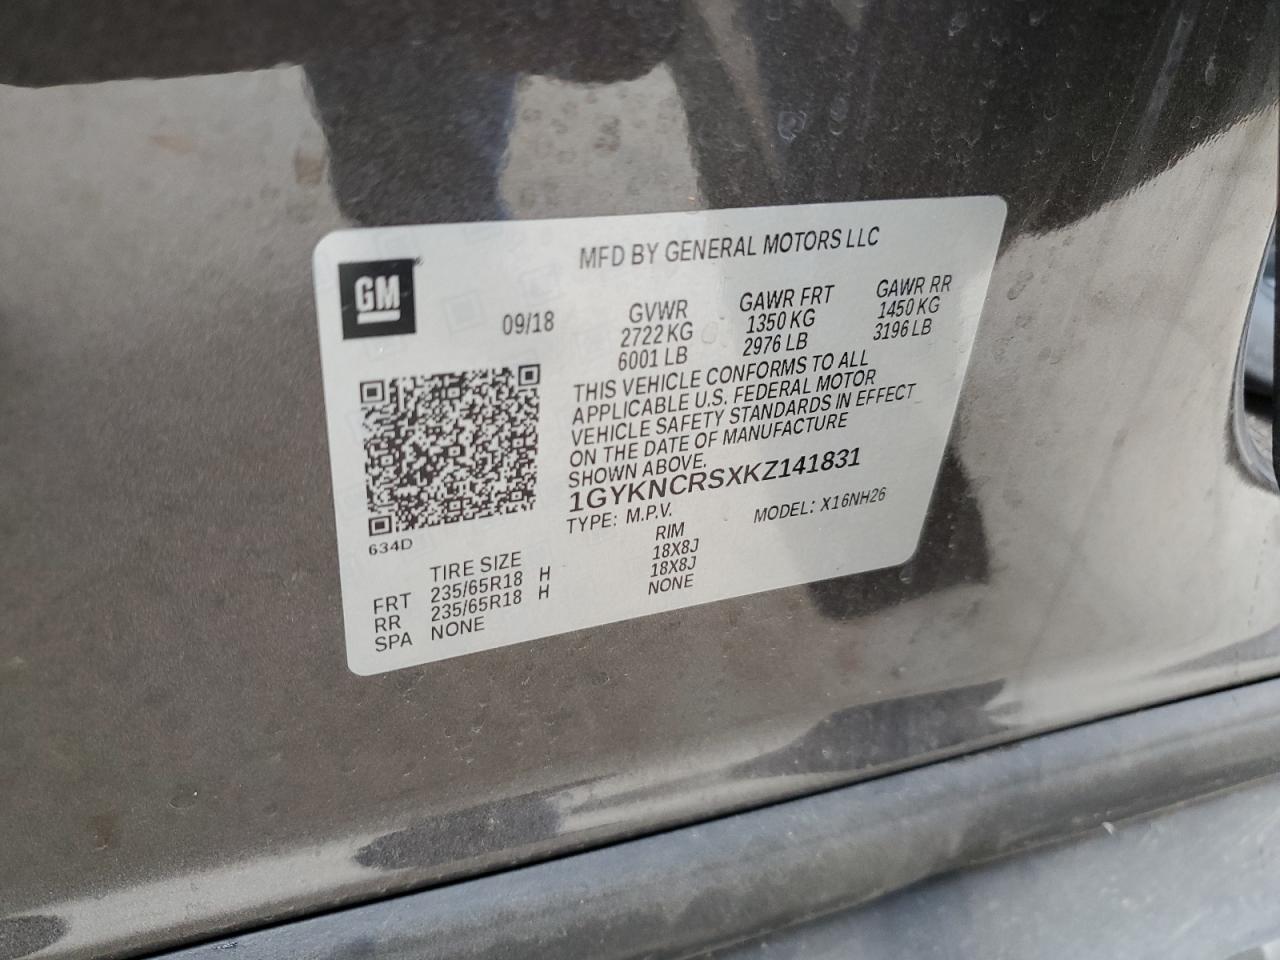 MFD BY GENERAL MOTORS LLC
GM
09/18
GVWR
2722 KG
6001 LB
GAWR FRT
1350 KG
2976 LB
GAWR RR
1450 KG
3196 LB
THIS VEHICLE CONFORMS TO ALL
APPLICABLE U.S. FEDERAL MOTOR
VEHICLE SAFETY STANDARDS IN EFFECT
ON THE DATE OF MANUFACTURE
SHOWN ABOVE.
1GYKNCRSXKZ141831
TYPE: M.P.V. MODEL: X16NH26
634D
TIRE SIZE RIM
FRT 235/65R18 H 18X8J
RR 235/65R18 H 18X8J
SPA NONE NONE